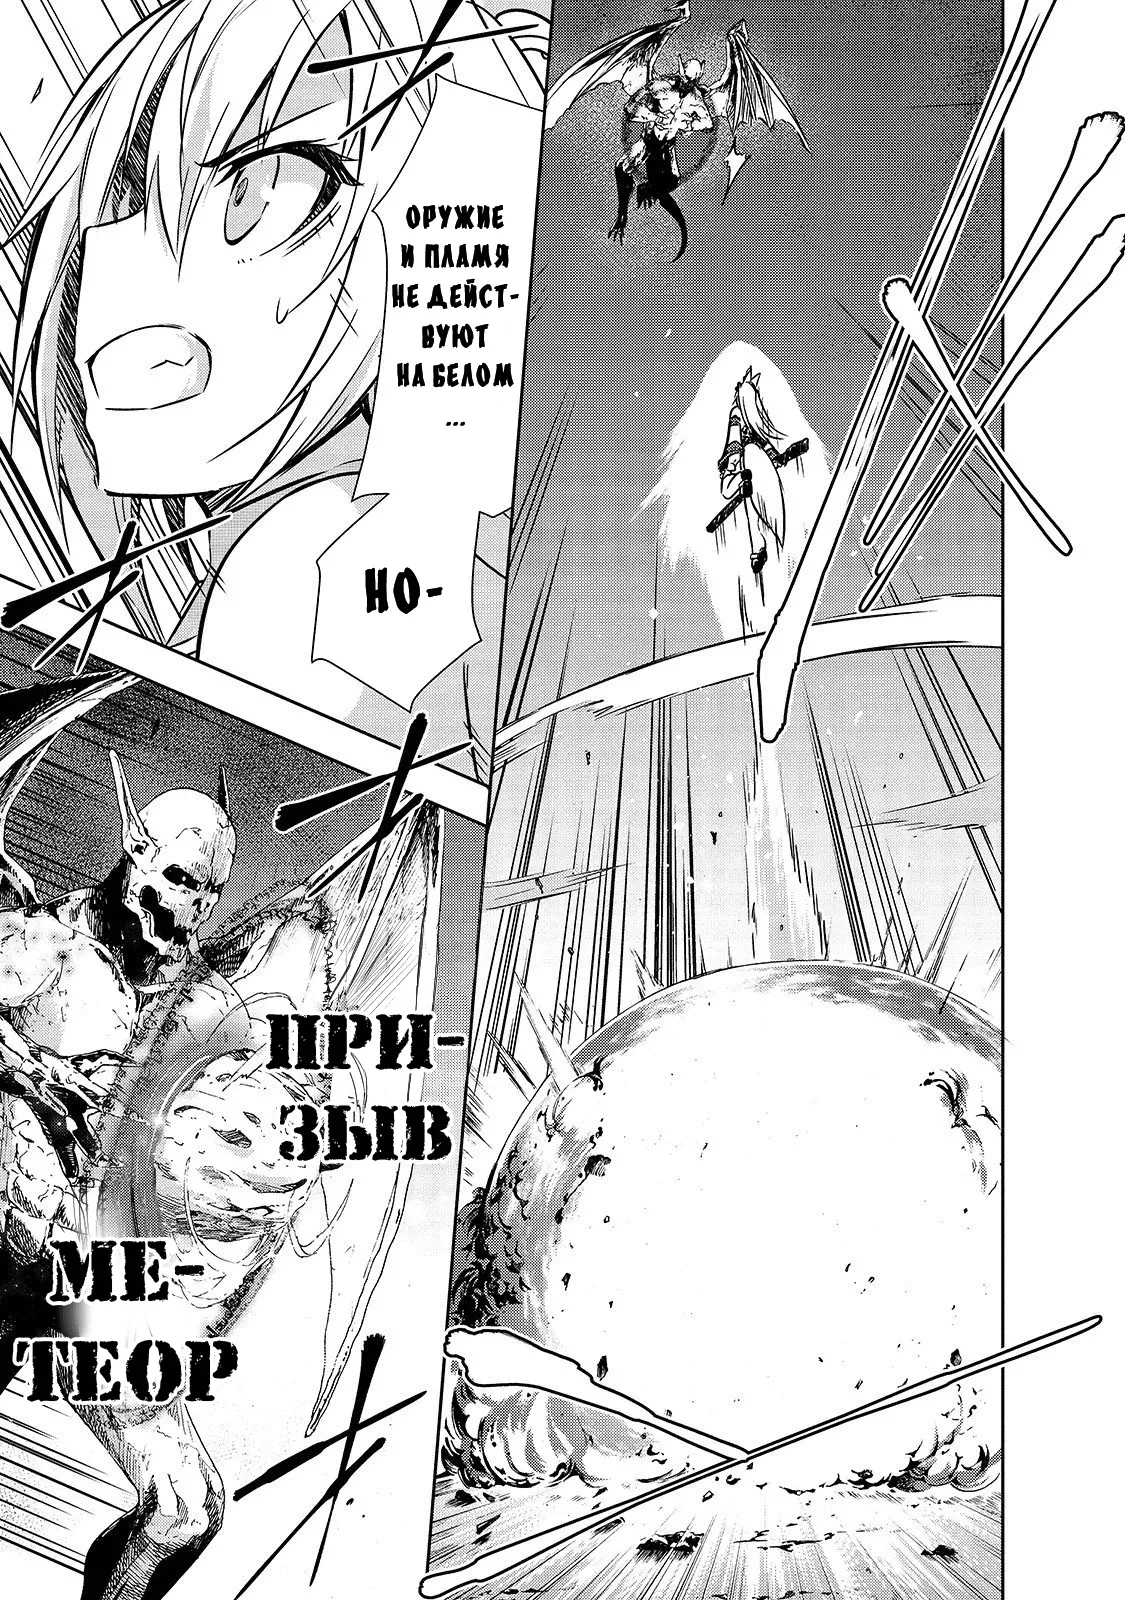 ОРУЖИЕ
И ПЛАМЯ
НЕ ДЕЙСТ-
ВУЮТ
НА БЕЛОМ
...
НО-
ПРИ-
ЗЫВ
МЕ-
ТЕОР